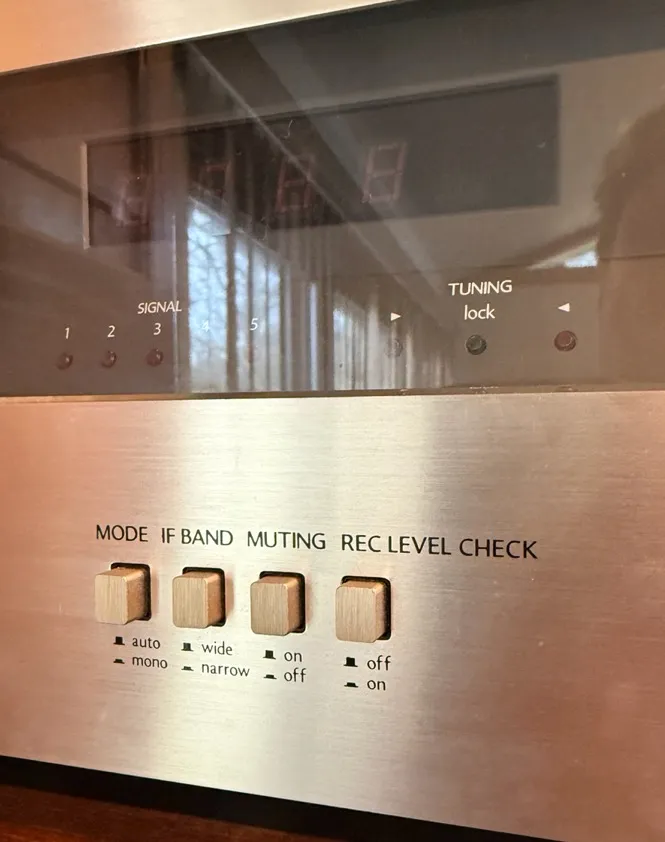 SIGNAL
1 2 3 4 5
TUNING
► lock ◄
MODE IF BAND MUTING REC LEVEL CHECK
auto wide on off
mono narrow off on